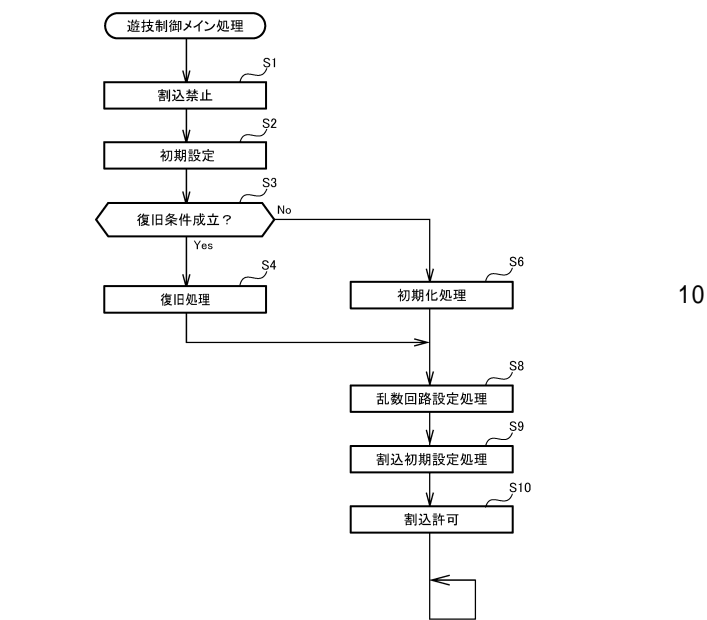 遊技制御メイン処理
S1
割込禁止
S2
初期設定
S3
復旧条件成立？
No
Yes
S4
復旧処理
S6
初期化処理
10
S8
乱数回路設定処理
S9
割込初期設定処理
S10
割込許可